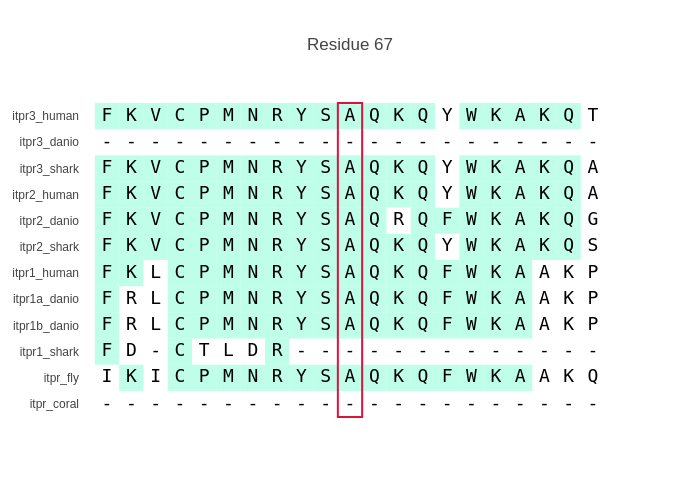 Residue 67
itpr3_human F K V C P M N R Y S A Q K Q Y W K A K Q T
itpr3_danio - - - - - - - - - - - - - - - - - - - - -
itpr3_shark F K V C P M N R Y S A Q K Q Y W K A K Q A
itpr2_human F K V C P M N R Y S A Q K Q Y W K A K Q A
itpr2_danio F K V C P M N R Y S A Q R Q F W K A K Q G
itpr2_shark F K V C P M N R Y S A Q K Q Y W K A K Q S
itpr1_human F K L C P M N R Y S A Q K Q F W K A A K P
itpr1a_danio F R L C P M N R Y S A Q K Q F W K A A K P
itpr1b_danio F R L C P M N R Y S A Q K Q F W K A A K P
itpr1_shark F D - C T L D R - - - - - - - - - - - - -
itpr_fly I K I C P M N R Y S A Q K Q F W K A A K Q
itpr_coral - - - - - - - - - - - - - - - - - - - - -